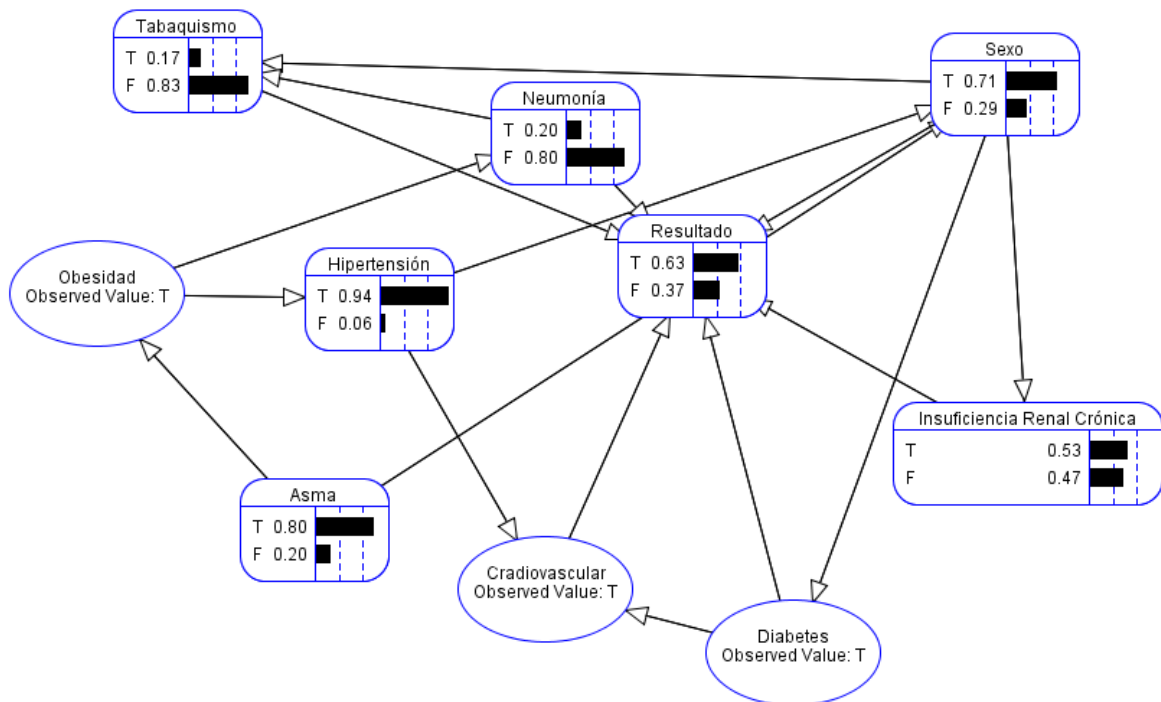 Tabaquismo
T 0.17
F 0.83
Sexo
T 0.71
F 0.29
Neumonía
T 0.20
F 0.80
Resultado
T 0.63
F 0.37
Obesidad
Observed Value: T
Hipertensión
T 0.94
F 0.06
Insuficiencia Renal Crónica
T 0.53
F 0.47
Asma
T 0.80
F 0.20
Cradiovascular
Observed Value: T
Diabetes
Observed Value: T